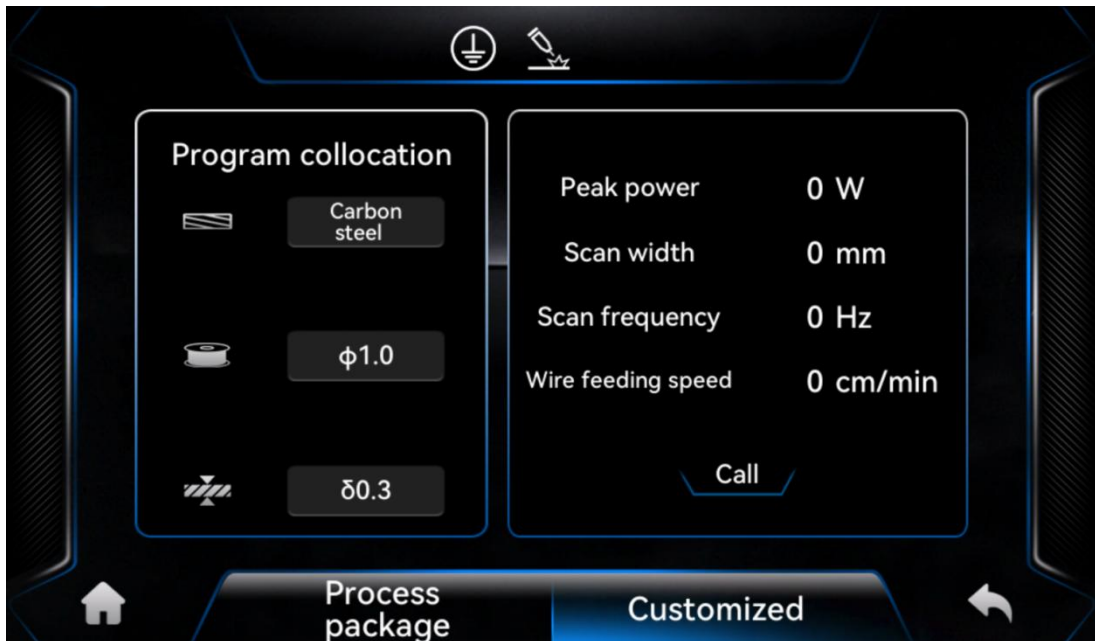 Program collocation
Carbon
steel
ϕ1.0
δ0.3
Peak power 0 W
Scan width 0 mm
Scan frequency 0 Hz
Wire feeding speed 0 cm/min
Call
Process
package
Customized